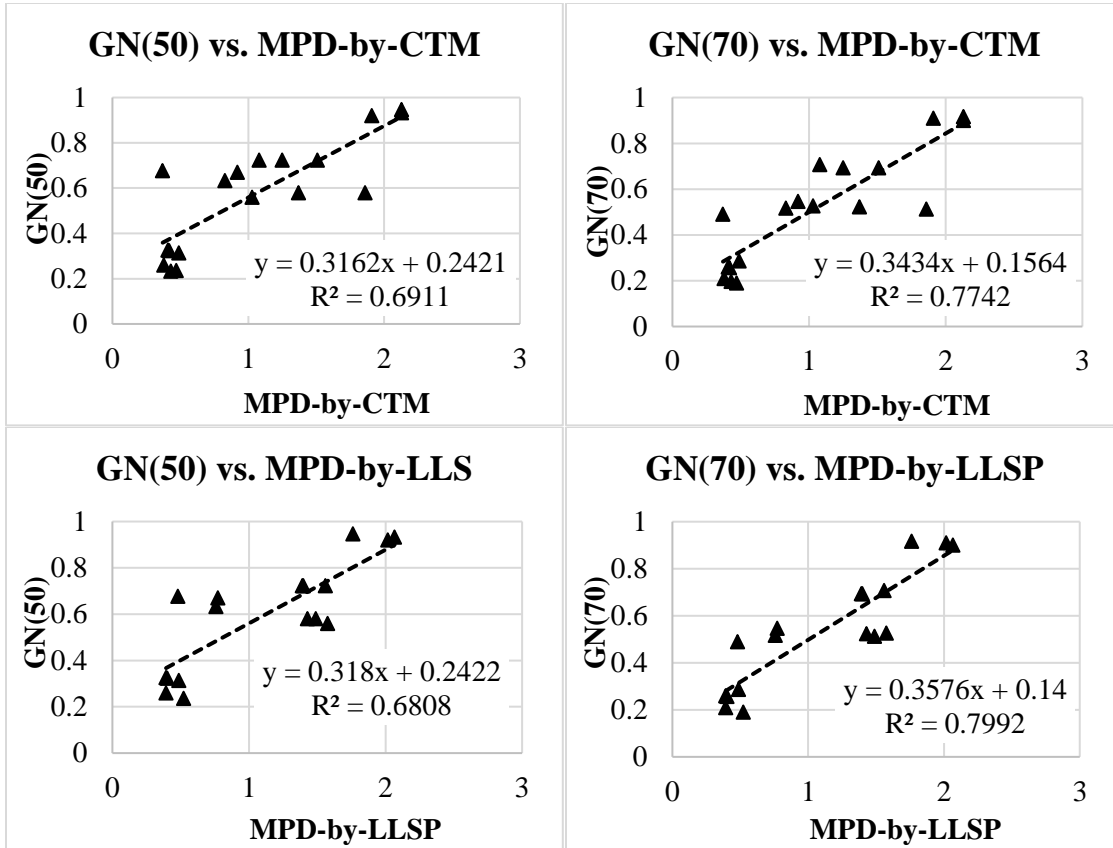 GN(50) vs. MPD-by-CTM
1
0.8
0.6
0.4
0.2
0
GN(50)
y = 0.3162x + 0.2421
R² = 0.6911
0 1 2 3
MPD-by-CTM
GN(70) vs. MPD-by-CTM
1
0.8
0.6
0.4
0.2
0
GN(70)
y = 0.3434x + 0.1564
R² = 0.7742
0 1 2 3
MPD-by-CTM
GN(50) vs. MPD-by-LLS
1
0.8
0.6
0.4
0.2
0
GN(50)
y = 0.318x + 0.2422
R² = 0.6808
0 1 2 3
MPD-by-LLSP
GN(70) vs. MPD-by-LLSP
1
0.8
0.6
0.4
0.2
0
GN(70)
y = 0.3576x + 0.14
R² = 0.7992
0 1 2 3
MPD-by-LLSP